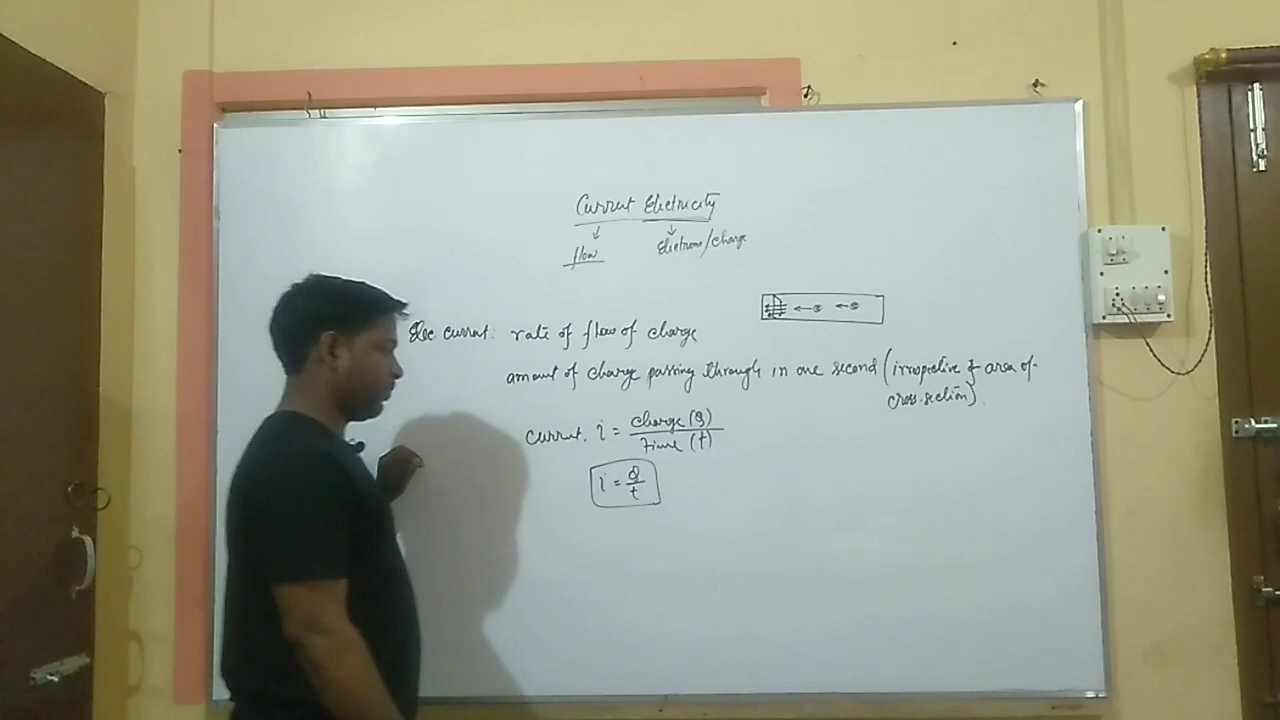 Current Electricity
↓ ↓
flow Electrons/charge
Elec. current: rate of flow of charge
amount of charge passing through in one second (irrespective of area of
cross-section).
current, i = charge (Q) / Time (t)
i = Q/t